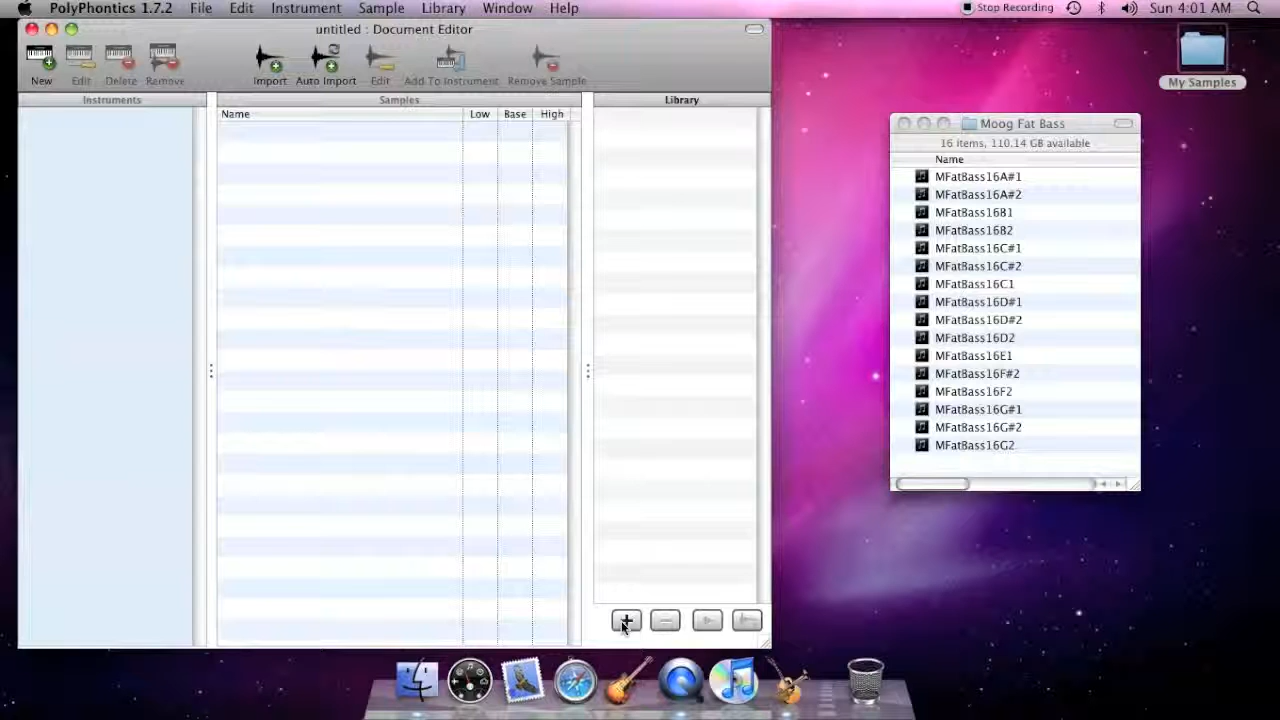 PolyPhontics 1.7.2 File Edit Instrument Sample Library Window Help Stop Recording Sun 4:01 AM
untitled : Document Editor
New Edit Delete Remove Import Auto Import Edit Add To Instrument Remove Sample
Instruments Samples Library
Name Low Base High
My Samples
Moog Fat Bass
16 items, 110.14 GB available
Name
MFatBass16A#1
MFatBass16A#2
MFatBass16B1
MFatBass16B2
MFatBass16C#1
MFatBass16C#2
MFatBass16C1
MFatBass16D#1
MFatBass16D#2
MFatBass16D2
MFatBass16E1
MFatBass16F#2
MFatBass16F2
MFatBass16G#1
MFatBass16G#2
MFatBass16G2